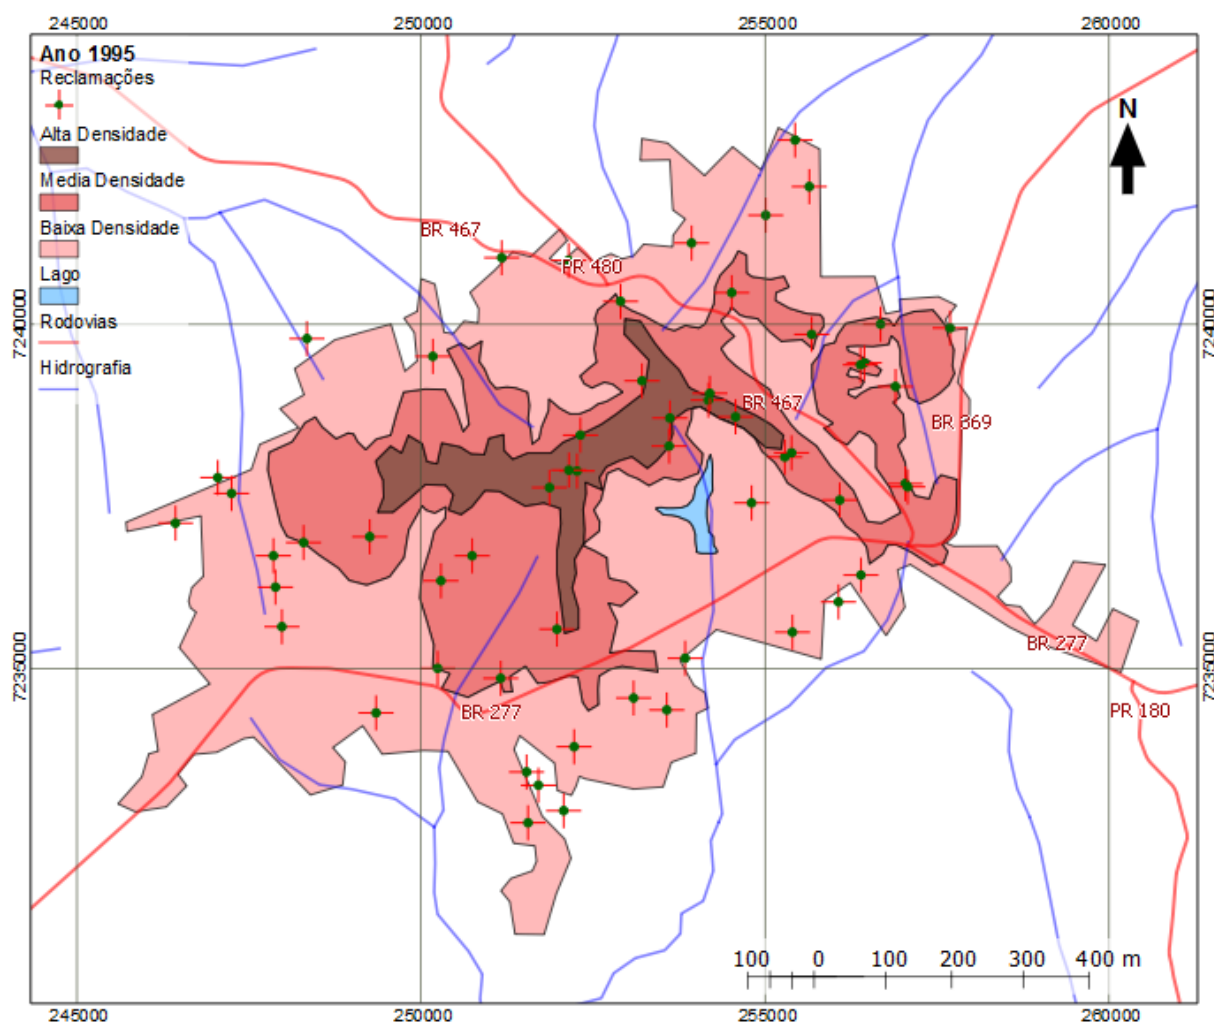 245000 250000 255000 260000
Ano 1995
Reclamações
Alta Densidade
Media Densidade
Baixa Densidade
Lago
Rodovias
Hidrografia
N
BR 467
PR 480
7240000
7240000
BR 467
BR 369
BR 277
7235000
7235000
BR 277
PR 180
100 0 100 200 300 400 m
245000 250000 255000 260000